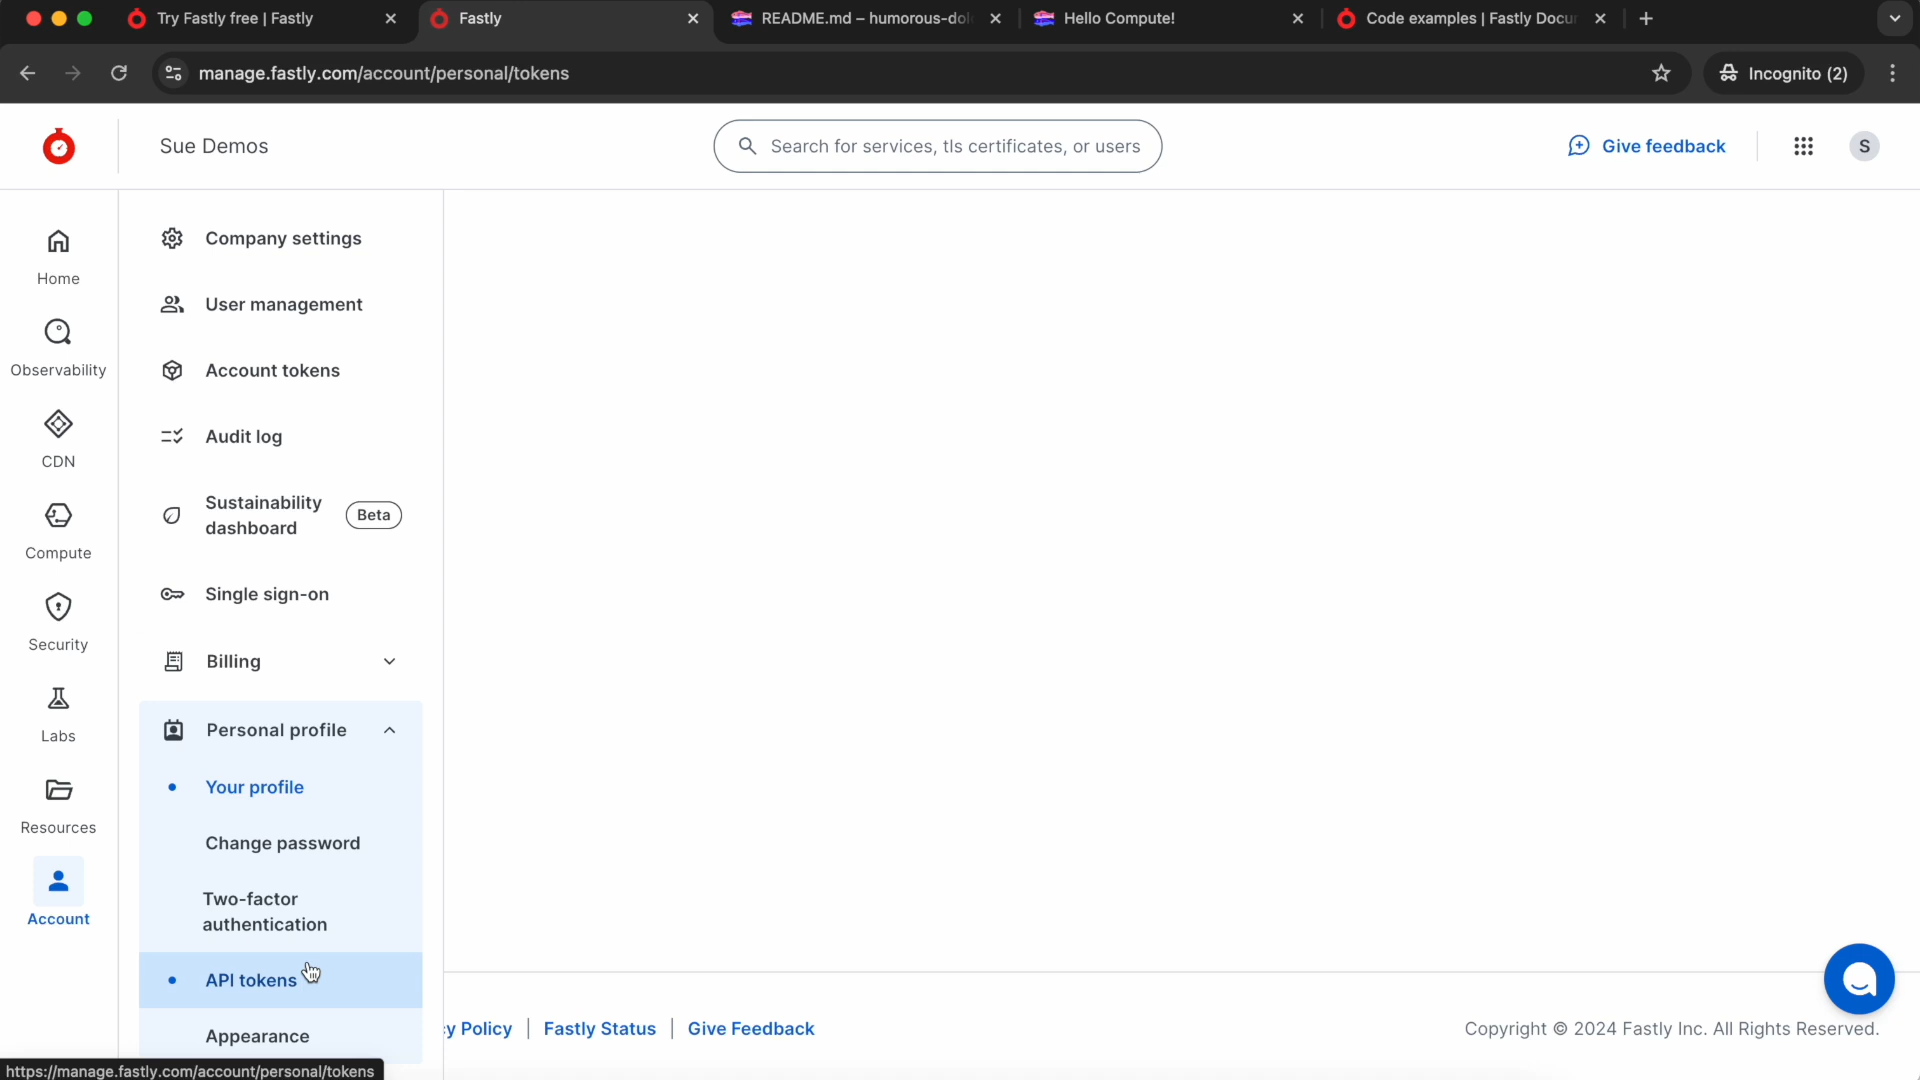 Try Fastly free | Fastly
Fastly
README.md – humorous-dol
Hello Compute!
Code examples | Fastly Docu
manage.fastly.com/account/personal/tokens
Incognito (2)
Sue Demos
Search for services, tls certificates, or users
Give feedback
S
Home
Observability
CDN
Compute
Security
Labs
Resources
Account
Company settings
User management
Account tokens
Audit log
Sustainability
dashboard
Beta
Single sign-on
Billing
Personal profile
Your profile
Change password
Two-factor
authentication
API tokens
Appearance
cy Policy | Fastly Status | Give Feedback
Copyright © 2024 Fastly Inc. All Rights Reserved.
https://manage.fastly.com/account/personal/tokens